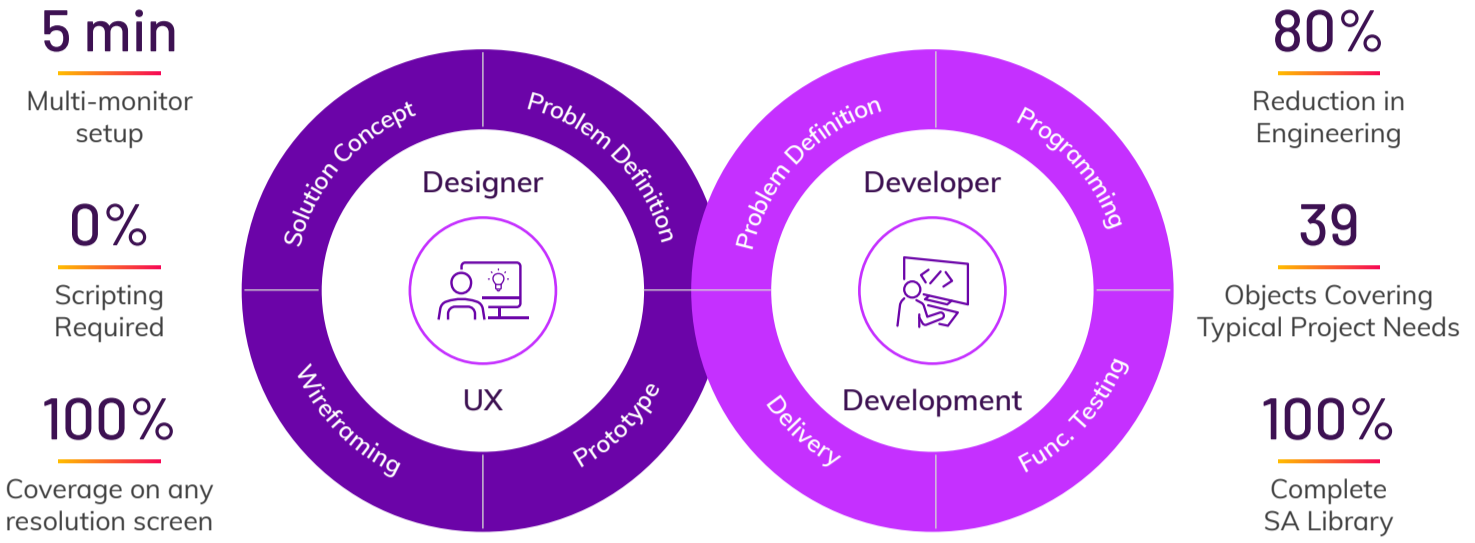 5 min
Multi-monitor
setup
0%
Scripting
Required
100%
Coverage on any
resolution screen
Solution Concept
Problem Definition
Designer
UX
Wireframing
Prototype
Problem Definition
Programming
Developer
</>
Development
Delivery
Func. Testing
80%
Reduction in
Engineering
39
Objects Covering
Typical Project Needs
100%
Complete
SA Library